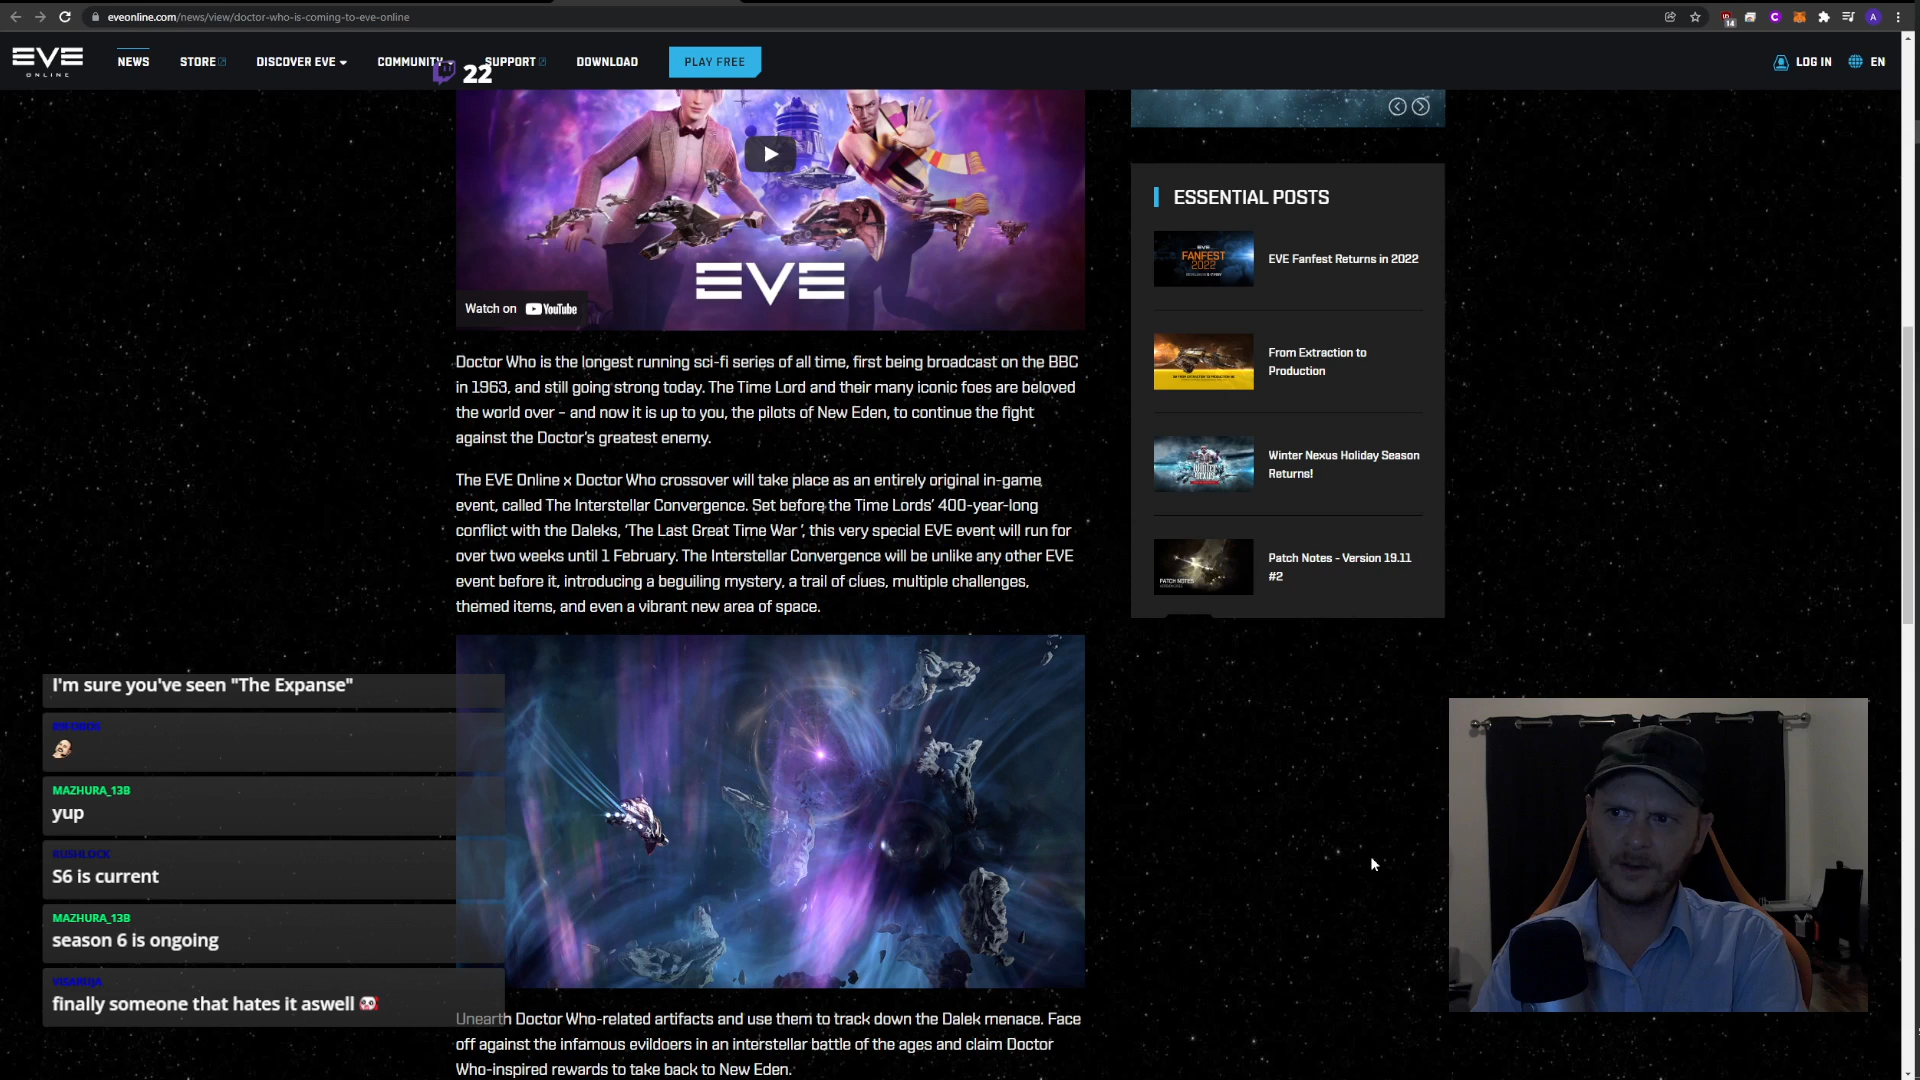 eveonline.com/news/view/doctor-who-is-coming-to-eve-online
14
A
EVE
ONLINE
NEWS
STORE
DISCOVER EVE
COMMUNITY
SUPPORT
DOWNLOAD
PLAY FREE
LOG IN
EN
22
EVE
Watch on YouTube
ESSENTIAL POSTS
EVE
FANFEST
2022
EVE Fanfest Returns in 2022
From Extraction to
Production
Winter Nexus Holiday Season
Returns!
PATCH NOTES
Patch Notes - Version 19.11
#2
Doctor Who is the longest running sci-fi series of all time, first being broadcast on the BBC
in 1963, and still going strong today. The Time Lord and their many iconic foes are beloved
the world over – and now it is up to you, the pilots of New Eden, to continue the fight
against the Doctor's greatest enemy.
The EVE Online x Doctor Who crossover will take place as an entirely original in-game
event, called The Interstellar Convergence. Set before the Time Lords' 400-year-long
conflict with the Daleks, 'The Last Great Time War ', this very special EVE event will run for
over two weeks until 1 February. The Interstellar Convergence will be unlike any other EVE
event before it, introducing a beguiling mystery, a trail of clues, multiple challenges,
themed items, and even a vibrant new area of space.
I'm sure you've seen "The Expanse"
MAZHURA_13B
yup
RUSHLOCK
S6 is current
MAZHURA_13B
season 6 is ongoing
finally someone that hates it aswell
Unearth Doctor Who-related artifacts and use them to track down the Dalek menace. Face
off against the infamous evildoers in an interstellar battle of the ages and claim Doctor
Who-inspired rewards to take back to New Eden.